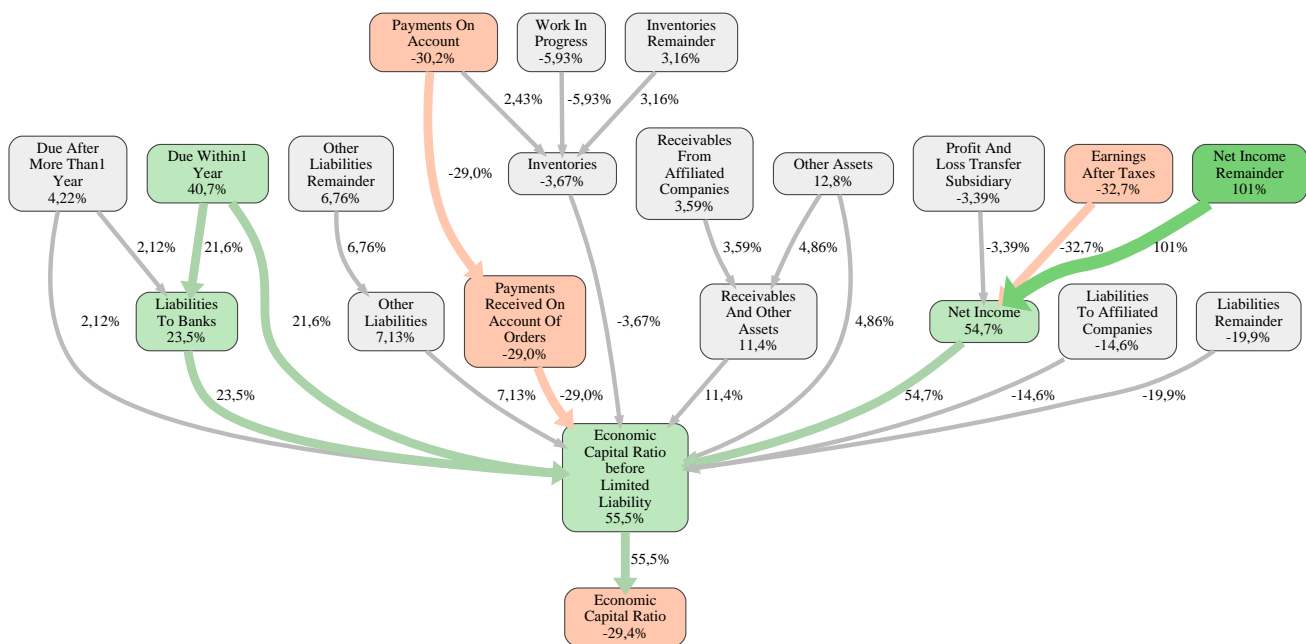 Payments On
Account
-30,2%
Work In
Progress
-5,93%
Inventories
Remainder
3,16%
2,43%
-5,93%
3,16%
Due After
More Than1
Year
4,22%
Due Within1
Year
40,7%
Other
Liabilities
Remainder
6,76%
-29,0%
Inventories
-3,67%
Receivables
From
Affiliated
Companies
3,59%
Other Assets
12,8%
Profit And
Loss Transfer
Subsidiary
-3,39%
Earnings
After Taxes
-32,7%
Net Income
Remainder
101%
2,12%
21,6%
6,76%
3,59%
4,86%
-3,39%
-32,7%
101%
2,12%
Liabilities
To Banks
23,5%
21,6%
Other
Liabilities
7,13%
Payments
Received On
Account Of
Orders
-29,0%
-3,67%
Receivables
And Other
Assets
11,4%
4,86%
Net Income
54,7%
Liabilities
To Affiliated
Companies
-14,6%
Liabilities
Remainder
-19,9%
23,5%
7,13%
-29,0%
11,4%
54,7%
-14,6%
-19,9%
Economic
Capital Ratio
before
Limited
Liability
55,5%
55,5%
Economic
Capital Ratio
-29,4%